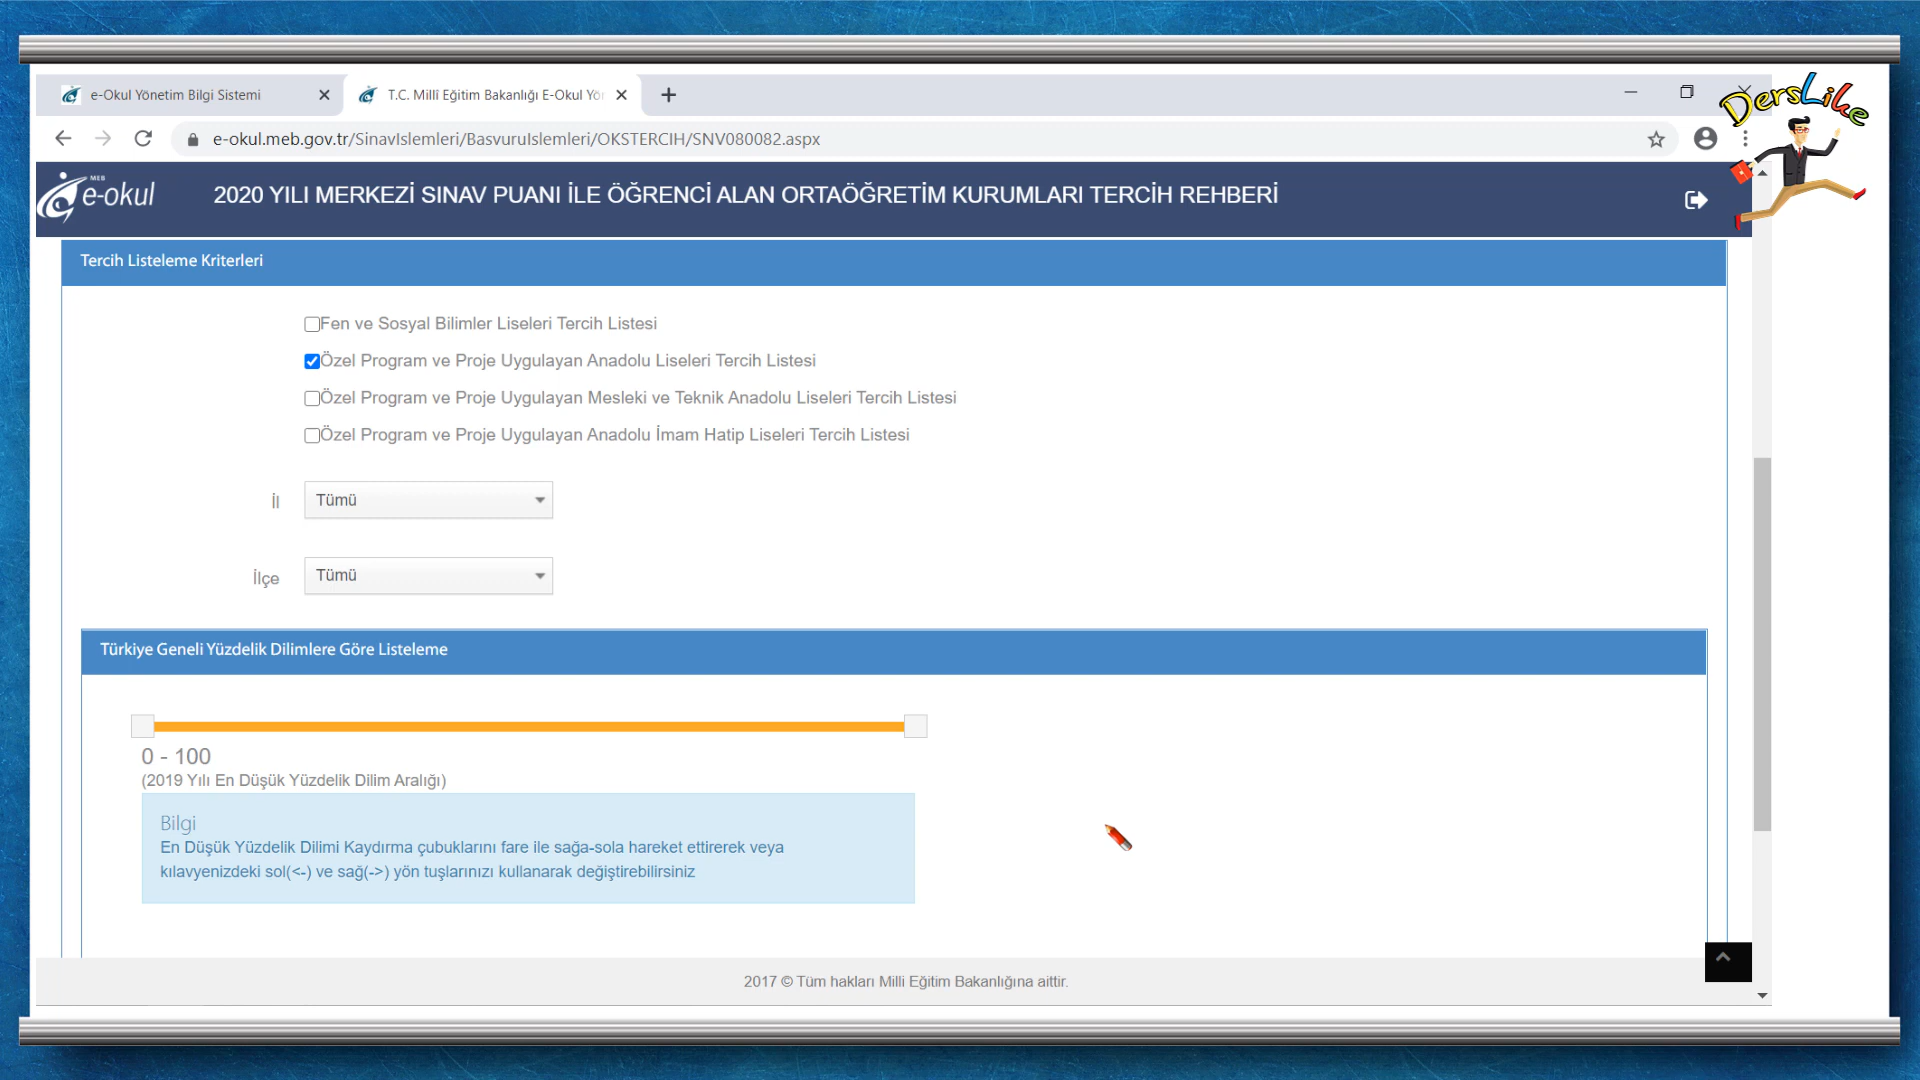 e-Okul Yönetim Bilgi Sistemi
T.C. Millî Eğitim Bakanlığı E-Okul Yö
DersLike
e-okul.meb.gov.tr/SinavIslemleri/BasvuruIslemleri/OKSTERCIH/SNV080082.aspx
MEB
e-okul
2020 YILI MERKEZİ SINAV PUANI İLE ÖĞRENCİ ALAN ORTAÖĞRETİM KURUMLARI TERCİH REHBERİ
Tercih Listeleme Kriterleri
Fen ve Sosyal Bilimler Liseleri Tercih Listesi
Özel Program ve Proje Uygulayan Anadolu Liseleri Tercih Listesi
Özel Program ve Proje Uygulayan Mesleki ve Teknik Anadolu Liseleri Tercih Listesi
Özel Program ve Proje Uygulayan Anadolu İmam Hatip Liseleri Tercih Listesi
İl Tümü
İlçe Tümü
Türkiye Geneli Yüzdelik Dilimlere Göre Listeleme
0 - 100
(2019 Yılı En Düşük Yüzdelik Dilim Aralığı)
Bilgi
En Düşük Yüzdelik Dilimi Kaydırma çubuklarını fare ile sağa-sola hareket ettirerek veya
kılavyenizdeki sol(<-) ve sağ(->) yön tuşlarınızı kullanarak değiştirebilirsiniz
2017 © Tüm hakları Milli Eğitim Bakanlığına aittir.